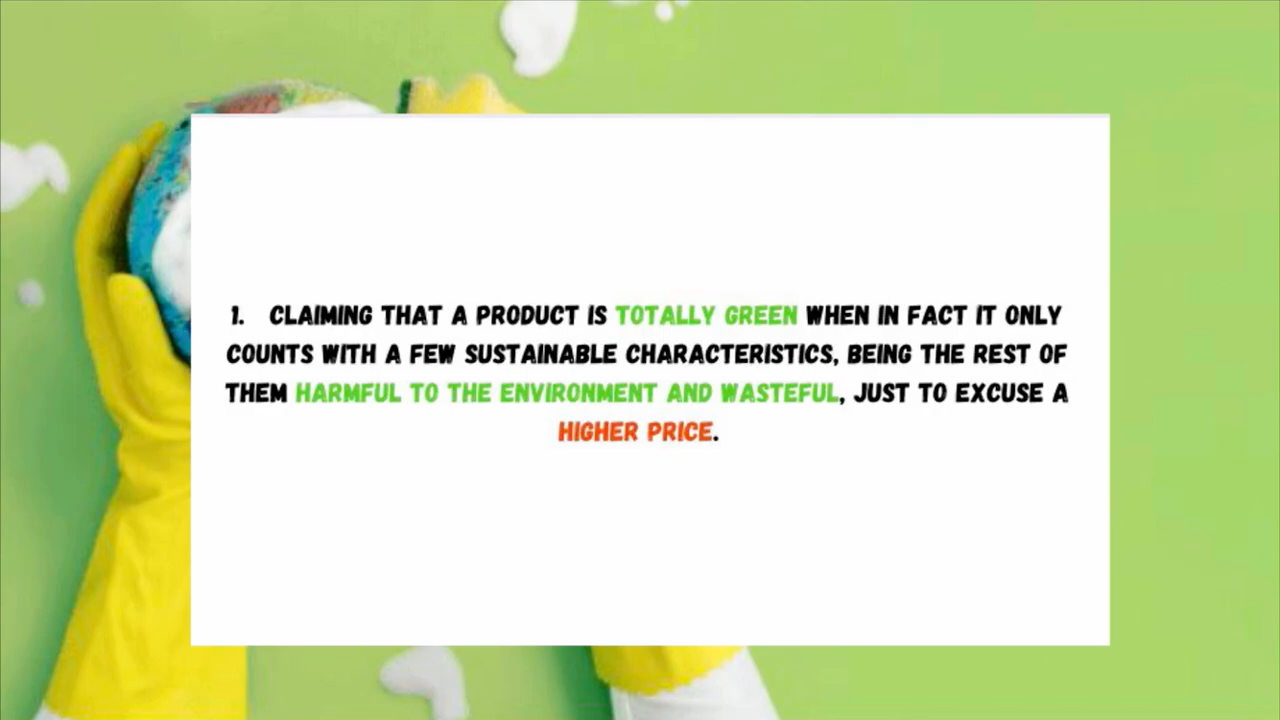 1. CLAIMING THAT A PRODUCT IS TOTALLY GREEN WHEN IN FACT IT ONLY
COUNTS WITH A FEW SUSTAINABLE CHARACTERISTICS, BEING THE REST OF
THEM HARMFUL TO THE ENVIRONMENT AND WASTEFUL, JUST TO EXCUSE A
HIGHER PRICE.